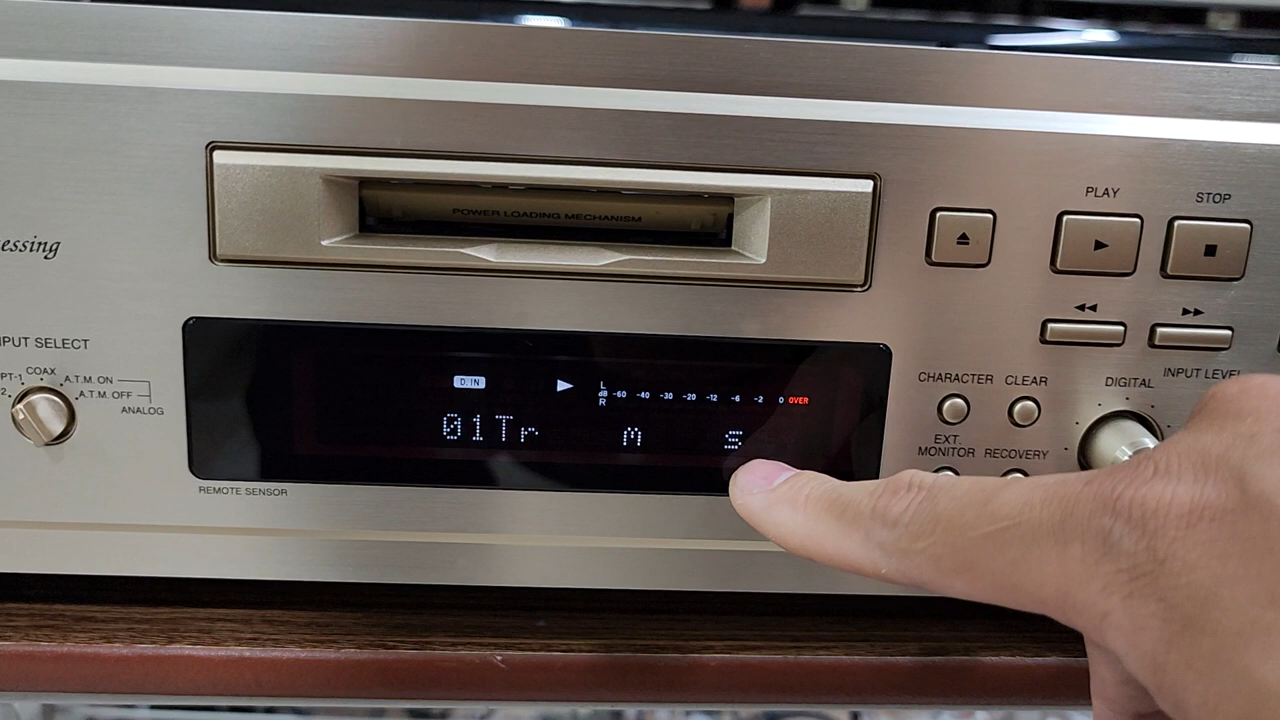 POWER LOADING MECHANISM
PLAY
STOP
essing
PUT SELECT
PT-1
COAX
A.T.M. ON
2
A.T.M. OFF
ANALOG
D.IN
L
dB -60 -40 -30 -20 -12 -6 -2 0 OVER
R
01Tr M S
REMOTE SENSOR
CHARACTER
CLEAR
DIGITAL
INPUT LEVEL
EXT.
MONITOR
RECOVERY